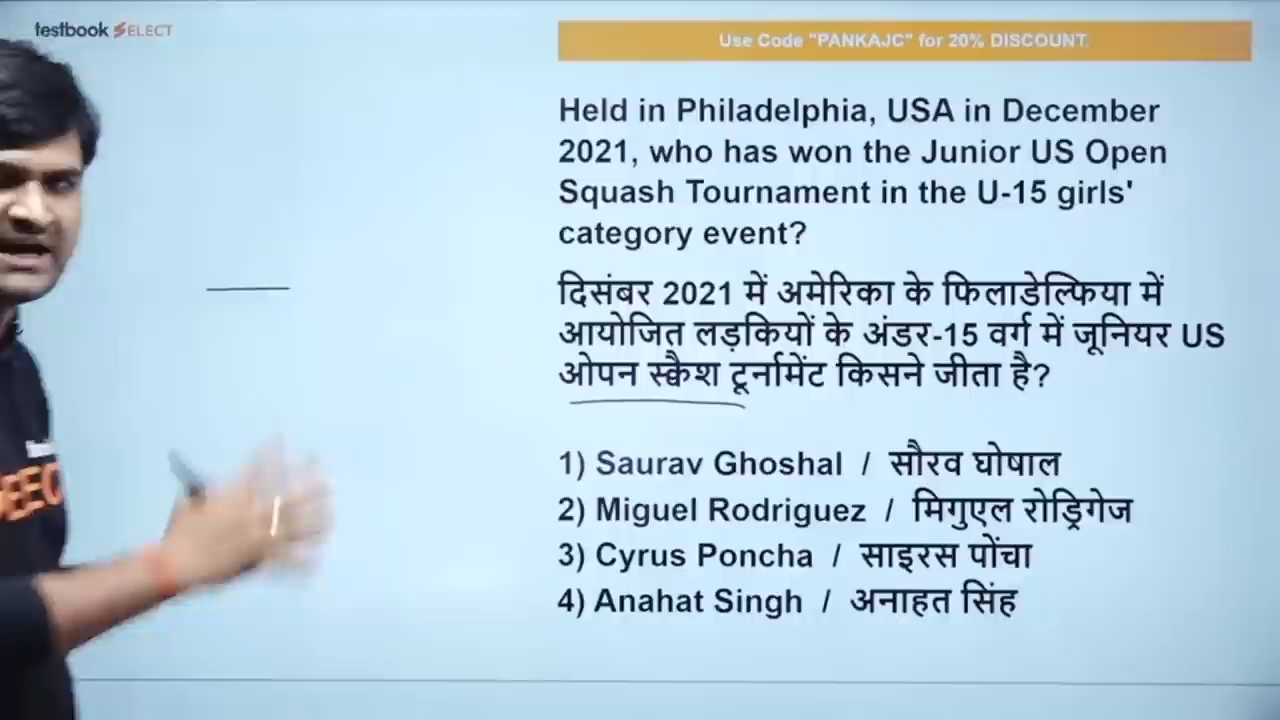 testbook SELECT
Use Code "PANKAJC" for 20% DISCOUNT.
Held in Philadelphia, USA in December
2021, who has won the Junior US Open
Squash Tournament in the U-15 girls'
category event?
दिसंबर 2021 में अमेरिका के फिलाडेल्फिया में
आयोजित लड़कियों के अंडर-15 वर्ग में जूनियर US
ओपन स्क्वैश टूर्नामेंट किसने जीता है?
1) Saurav Ghoshal / सौरव घोषाल
2) Miguel Rodriguez / मिगुएल रोड्रिगेज
3) Cyrus Poncha / साइरस पोंचा
4) Anahat Singh / अनाहत सिंह